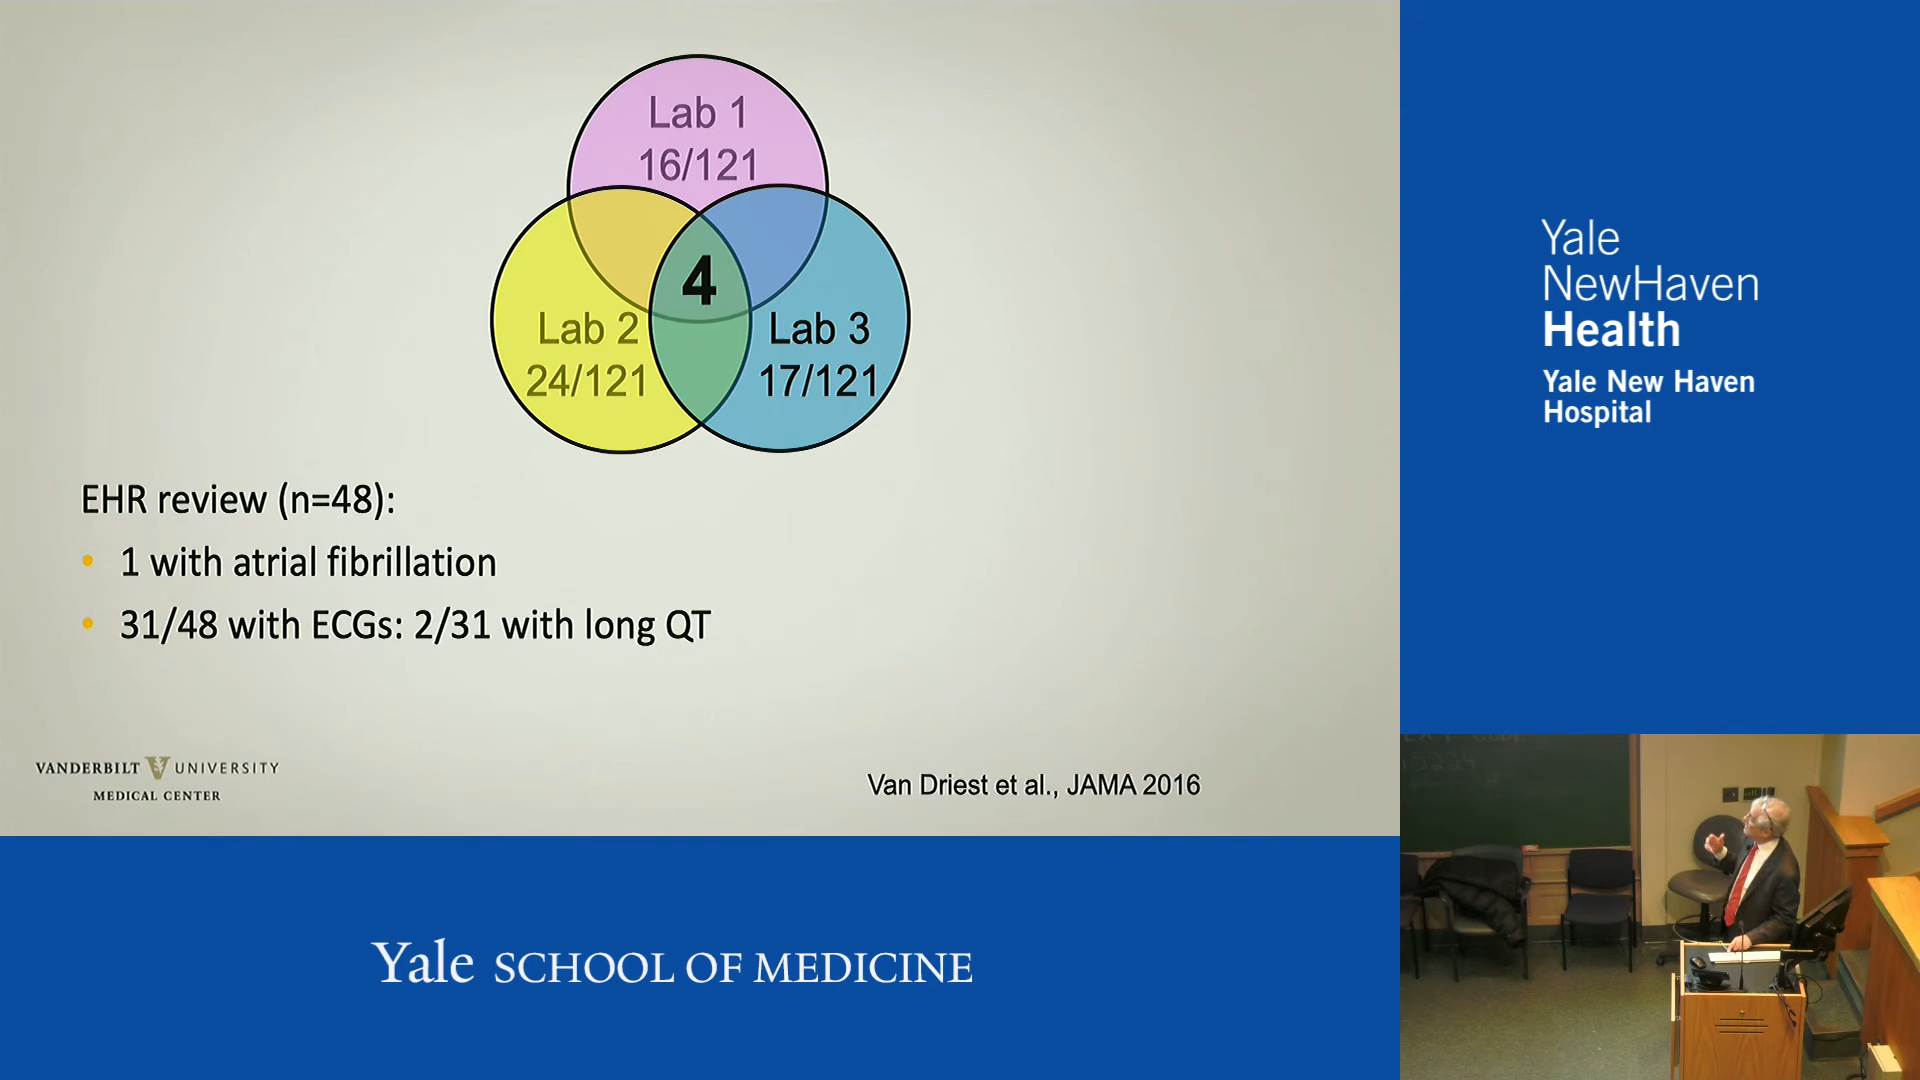 Lab 1
16/121
4
Lab 2
24/121
Lab 3
17/121
EHR review (n=48):
• 1 with atrial fibrillation
• 31/48 with ECGs: 2/31 with long QT
VANDERBILT V UNIVERSITY
MEDICAL CENTER
Van Driest et al., JAMA 2016
Yale
NewHaven
Health
Yale New Haven
Hospital
Yale SCHOOL OF MEDICINE